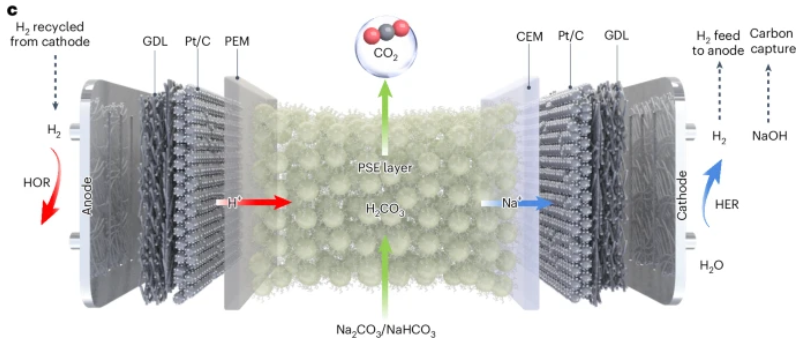 c
H₂ recycled
from cathode
GDL
Pt/C
PEM
CO₂
CEM
Pt/C
GDL
H₂ feed
to anode
Carbon
capture
H₂
HOR
Anode
H⁺
PSE layer
H₂CO₃
Na⁺
Cathode
H₂
NaOH
HER
H₂O
Na₂CO₃/NaHCO₃